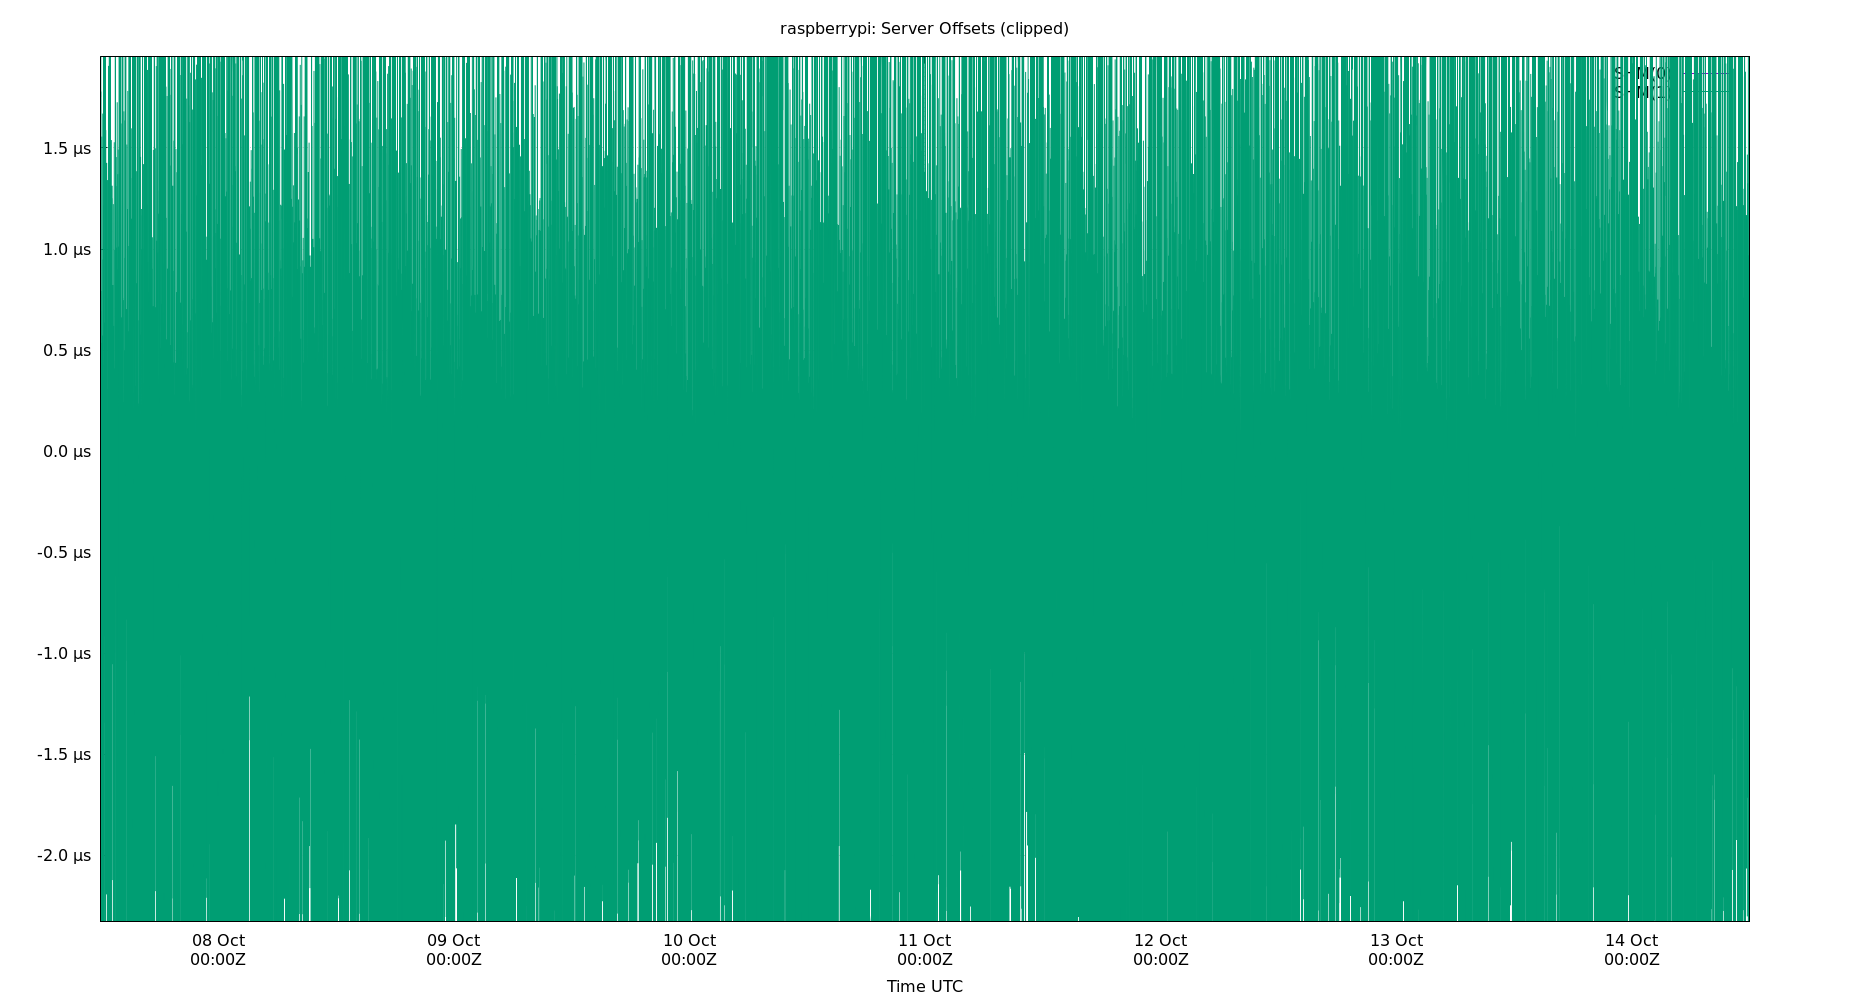 raspberrypi: Server Offsets (clipped)
1.5 µs
1.0 µs
0.5 µs
0.0 µs
-0.5 µs
-1.0 µs
-1.5 µs
-2.0 µs
08 Oct 09 Oct 10 Oct 11 Oct 12 Oct 13 Oct 14 Oct
00:00Z 00:00Z 00:00Z 00:00Z 00:00Z 00:00Z 00:00Z
Time UTC